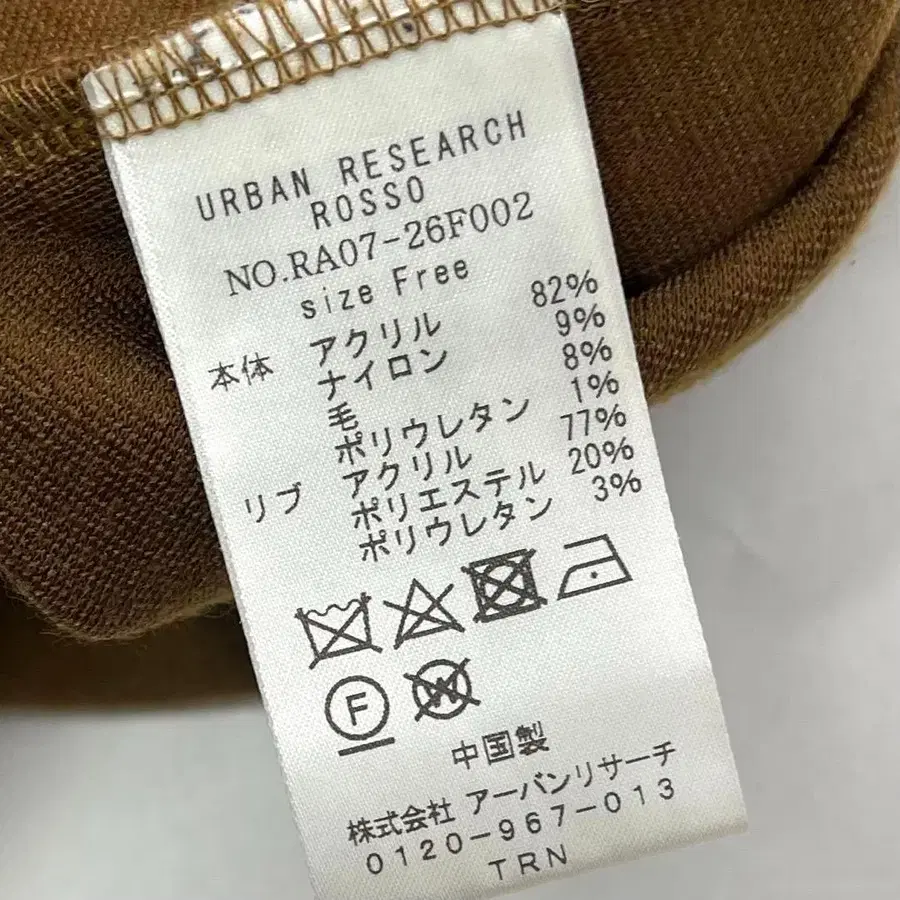 URBAN RESEARCH
ROSSO
NO.RA07-26F002
size Free
本体 アクリル 82%
ナイロン 9%
毛 8%
ポリウレタン 1%
リブ アクリル 77%
ポリエステル 20%
ポリウレタン 3%
F W
中国製
株式会社 アーバンリサーチ
0120-967-013
TRN